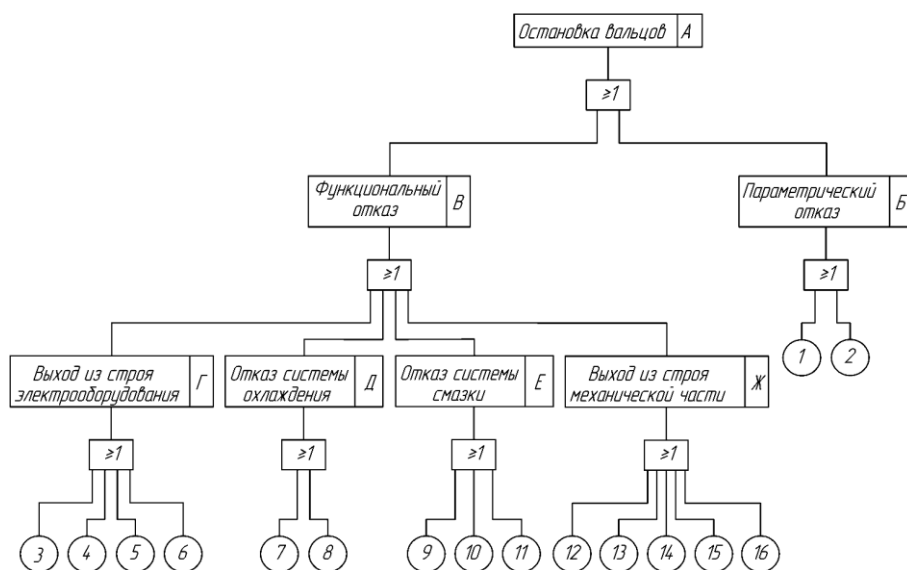 Остановка вальцов А
≥1
Функциональный
отказ
В
Параметрический
отказ
Б
≥1
≥1
1 2
Выход из строя
электрооборудования
Г
Отказ системы
охлаждения
Д
Отказ системы
смазки
Е
Выход из строя
механической части
Ж
≥1 ≥1 ≥1 ≥1
3 4 5 6 7 8 9 10 11 12 13 14 15 16